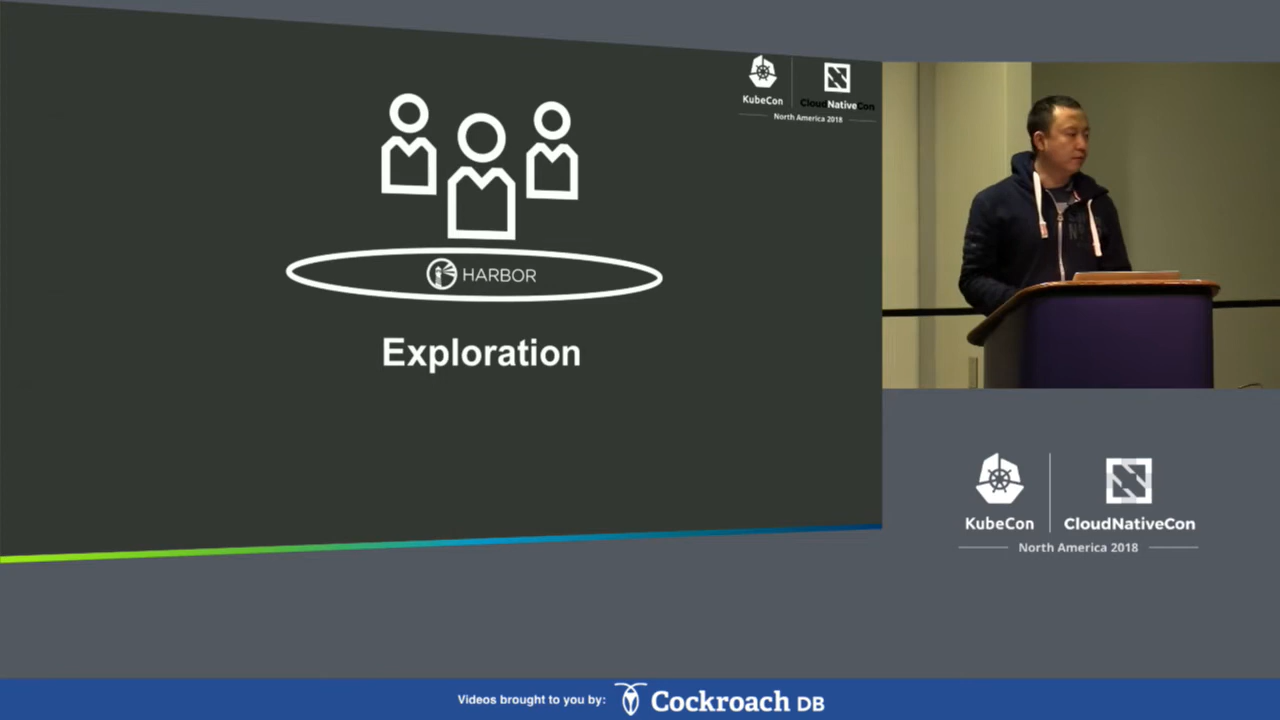 KubeCon
CloudNativeCon
North America 2018
HARBOR
Exploration
KubeCon
CloudNativeCon
North America 2018
Videos brought to you by:
Cockroach DB